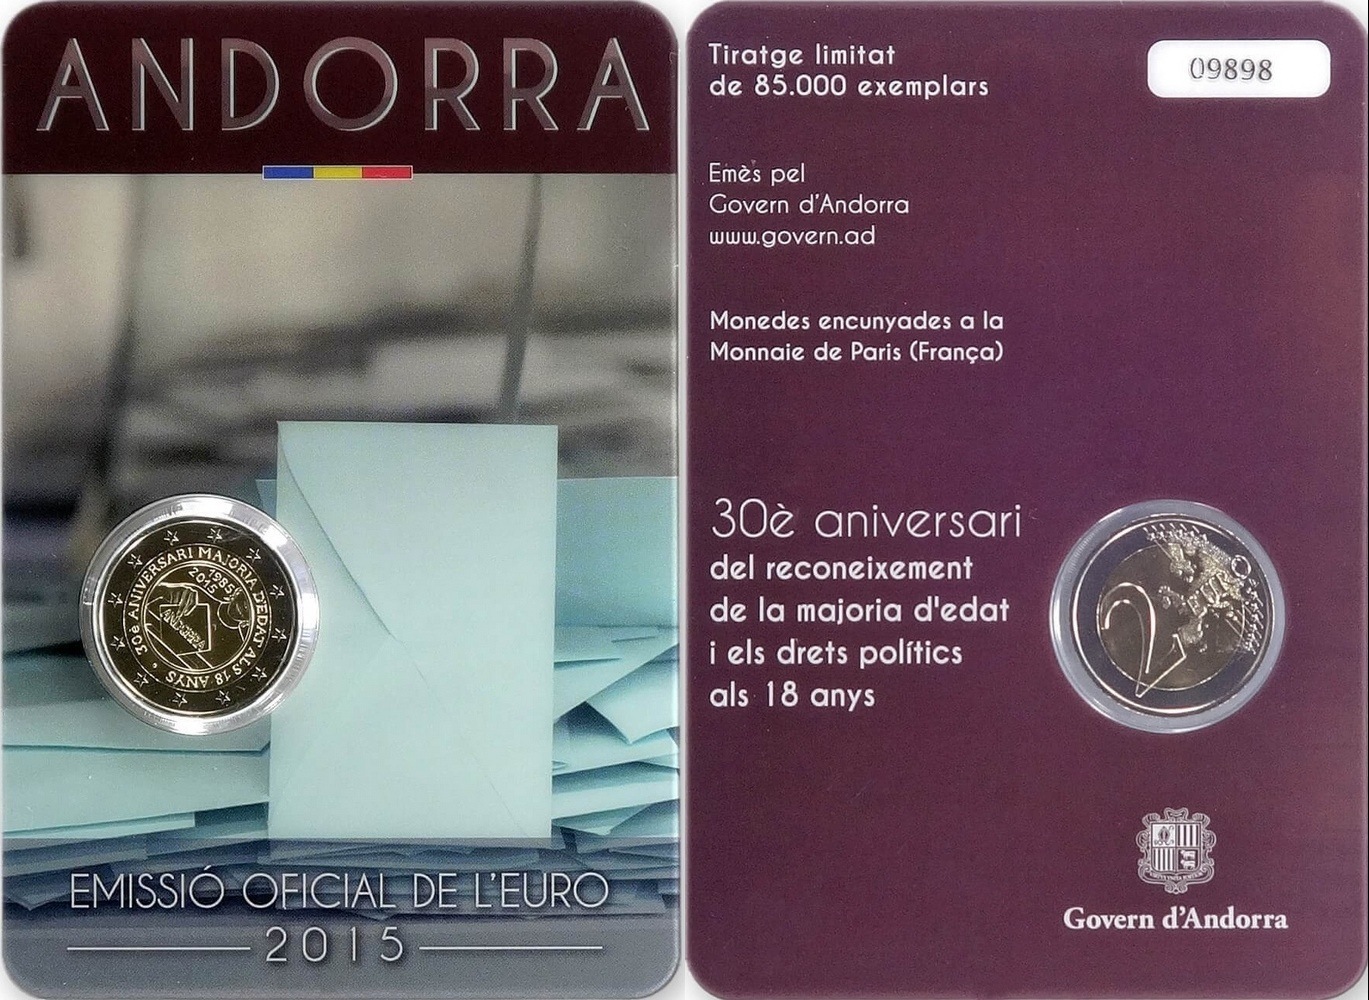 ANDORRA
30è ANIVERSARI MAJORIA D'EDAT ALS 18 ANYS
1985
2015
ANDORRA
EMISSIÓ OFICIAL DE L'EURO
2015
Tiratge limitat
de 85.000 exemplars
09898
Emès pel
Govern d'Andorra
www.govern.ad
Monedes encunyades a la
Monnaie de Paris (França)
30è aniversari
del reconeixement
de la majoria d'edat
i els drets polítics
als 18 anys
2 EURO
Govern d'Andorra